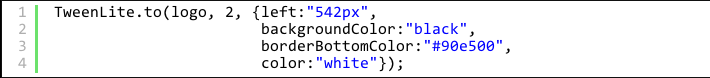 1 TweenLite.to(logo, 2, {left:"542px",
2 backgroundColor:"black",
3 borderBottomColor:"#90e500",
4 color:"white"});